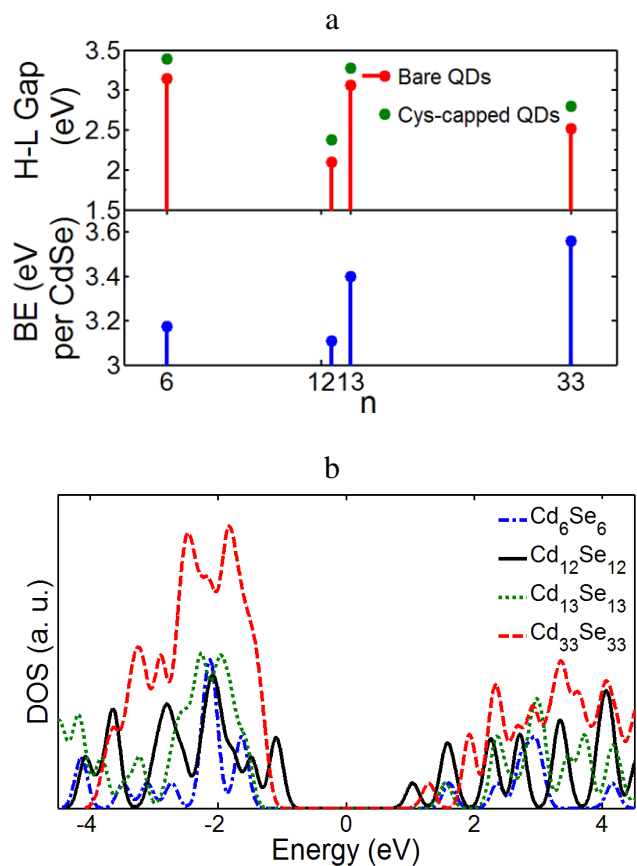 a
H-L Gap
(eV)
3.5
3
2.5
2
1.5
Bare QDs
Cys-capped QDs
BE (eV
per CdSe)
3.6
3.4
3.2
3
6
12
13
33
n
b
DOS (a. u.)
Cd₆Se₆
Cd₁₂Se₁₂
Cd₁₃Se₁₃
Cd₃₃Se₃₃
-4
-2
0
2
4
Energy (eV)